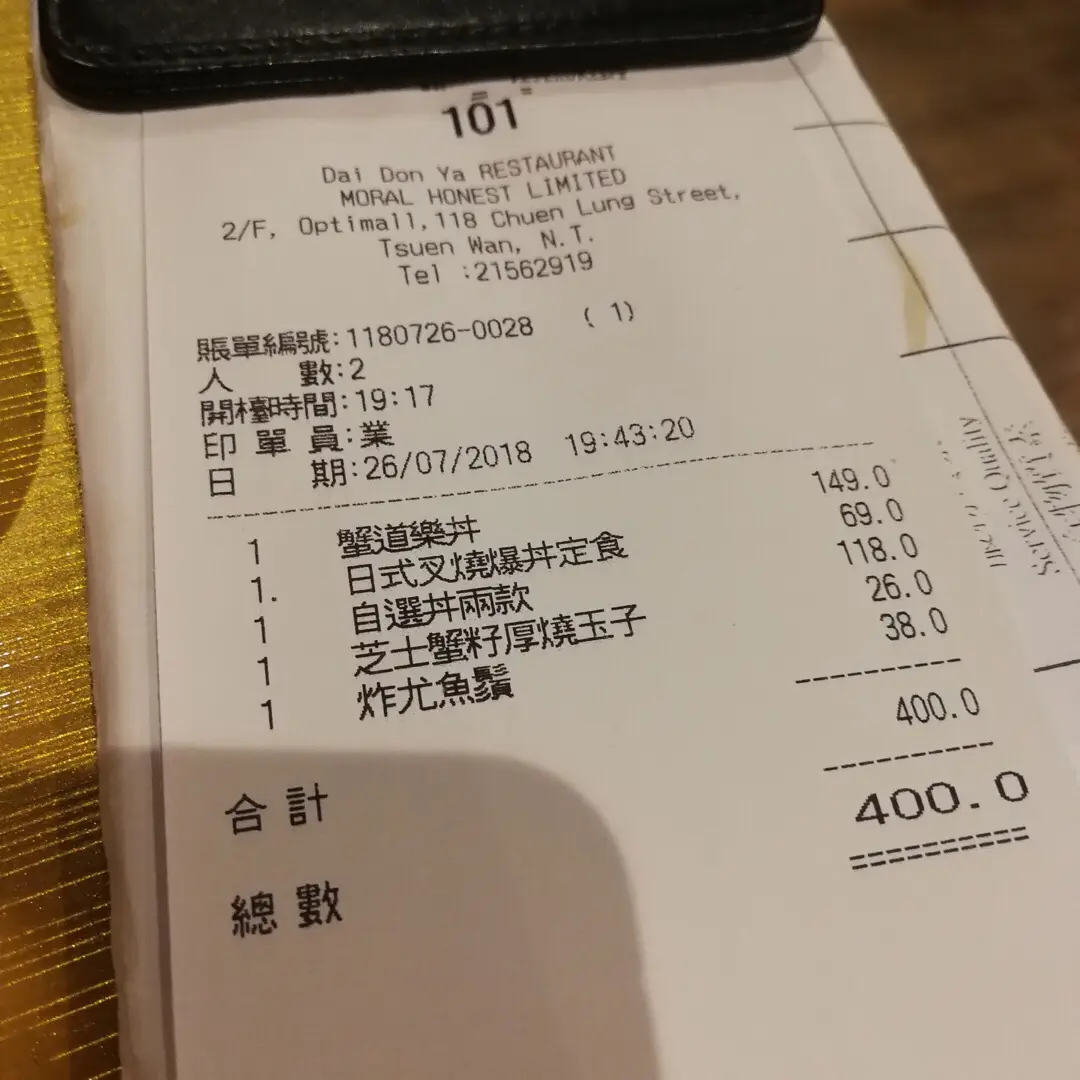 101
Dai Don Ya RESTAURANT
MORAL HONEST LIMITED
2/F, Optimall,118 Chuen Lung Street,
Tsuen Wan, N.T.
Tel :21562919
賬單編號:1180726-0028 ( 1)
人 數:2
開檯時間:19:17
印 單 員:業
日 期:26/07/2018 19:43:20
1 蟹道樂丼 149.0
1. 日式叉燒爆丼定食 69.0
1 自選丼兩款 118.0
1 芝士蟹籽厚燒玉子 26.0
1 炸尤魚鬚 38.0
400.0
合 計 400.0
總 數
Service
Quality